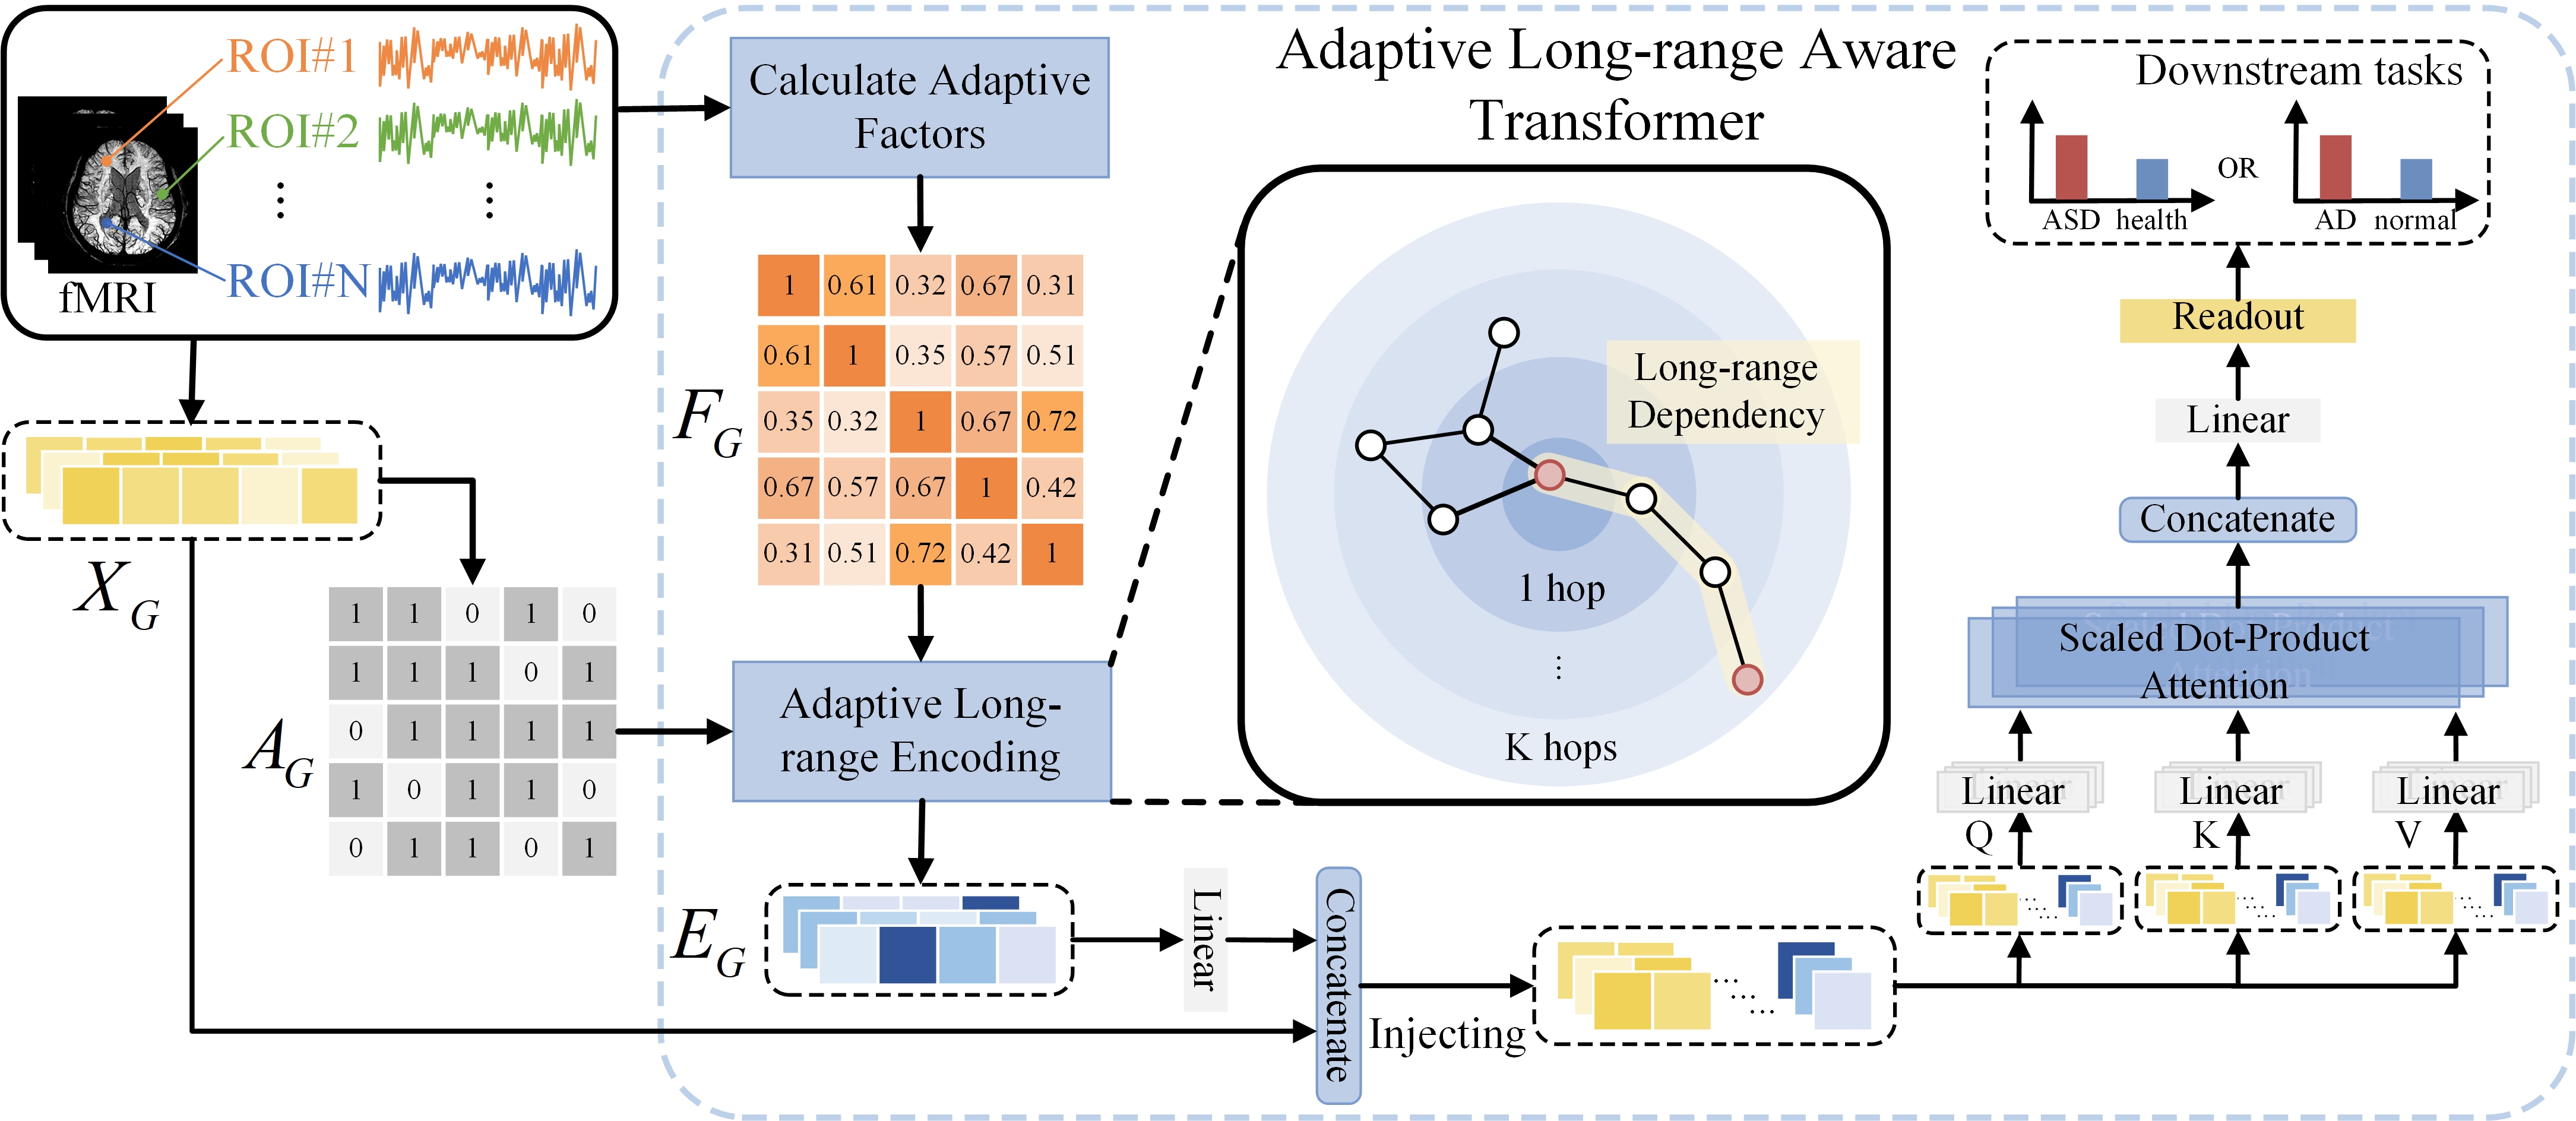 ROI#1
ROI#2
ROI#N
fMRI
X_G
1 1 0 1 0
1 1 1 0 1
0 1 1 1 1
1 0 1 1 0
0 1 1 0 1
A_G
Calculate Adaptive
Factors
1 0.61 0.32 0.67 0.31
0.61 1 0.35 0.57 0.51
0.35 0.32 1 0.67 0.72
0.67 0.57 0.67 1 0.42
0.31 0.51 0.72 0.42 1
F_G
Adaptive Long-
range Encoding
E_G
Linear
Concatenate
Injecting
Adaptive Long-range Aware
Transformer
Long-range
Dependency
1 hop
K hops
Downstream tasks
ASD health
OR
AD normal
Readout
Linear
Concatenate
Scaled Dot-Product
Attention
Linear Linear Linear
Q K V